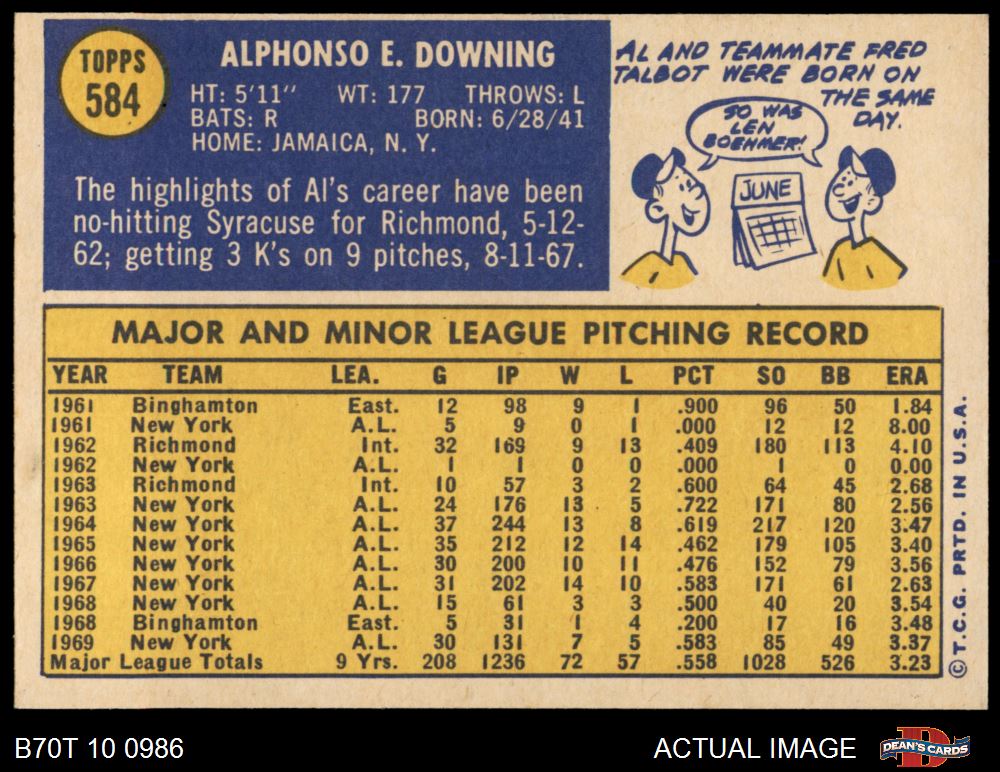 TOPPS
584
ALPHONSO E. DOWNING
HT: 5'11" WT: 177 THROWS: L
BATS: R BORN: 6/28/41
HOME: JAMAICA, N. Y.
The highlights of Al's career have been
no-hitting Syracuse for Richmond, 5-12-
62; getting 3 K's on 9 pitches, 8-11-67.
AL AND TEAMMATE FRED
TALBOT WERE BORN ON
THE SAME
DAY.
SO WAS
LEN
BOEHMER!
JUNE
MAJOR AND MINOR LEAGUE PITCHING RECORD
YEAR TEAM LEA. G IP W L PCT SO BB ERA
1961 Binghamton East. 12 98 9 1 .900 96 50 1.84
1961 New York A.L. 5 9 0 1 .000 12 12 8.00
1962 Richmond Int. 32 169 9 13 .409 180 113 4.10
1962 New York A.L. 1 1 0 0 .000 1 0 0.00
1963 Richmond Int. 10 57 3 2 .600 64 45 2.68
1963 New York A.L. 24 176 13 5 .722 171 80 2.56
1964 New York A.L. 37 244 13 8 .619 217 120 3.47
1965 New York A.L. 35 212 12 14 .462 179 105 3.40
1966 New York A.L. 30 200 10 11 .476 152 79 3.56
1967 New York A.L. 31 202 14 10 .583 171 61 2.63
1968 New York A.L. 15 61 3 3 .500 40 20 3.54
1968 Binghamton East. 5 31 1 4 .200 17 16 3.48
1969 New York A.L. 30 131 7 5 .583 85 49 3.37
Major League Totals 9 Yrs. 208 1236 72 57 .558 1028 526 3.23
© T.C.G. PRTD. IN U.S.A.
B70T 10 0986
ACTUAL IMAGE
DEAN'S CARDS